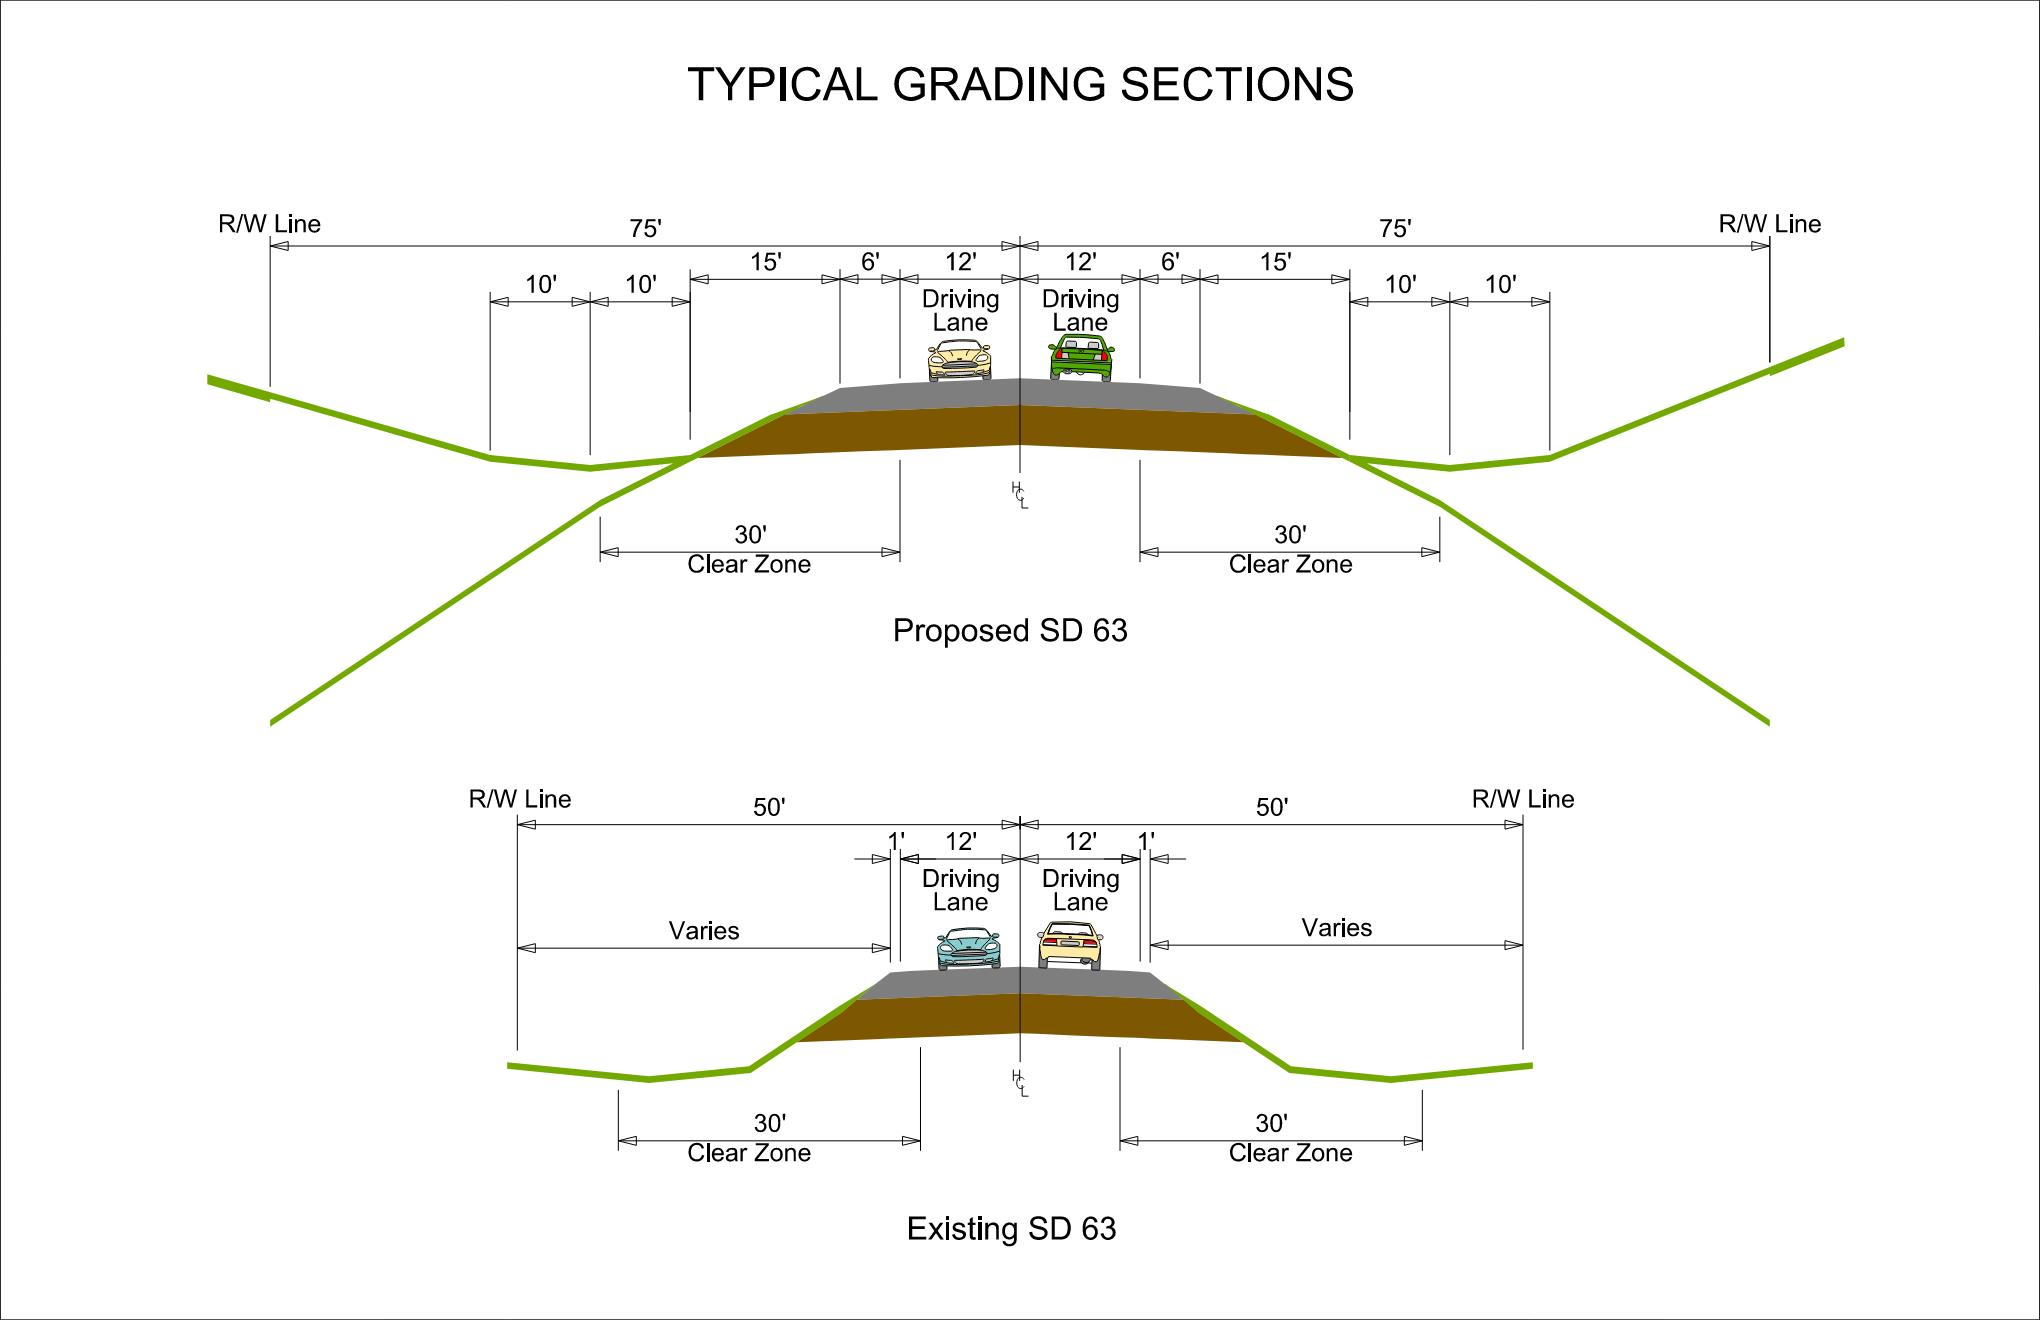 TYPICAL GRADING SECTIONS
R/W Line 75' 75' R/W Line
15' 6' 12' 12' 6' 15'
10' 10' 10' 10'
Driving Driving
Lane Lane
H
CL
30' 30'
Clear Zone Clear Zone
Proposed SD 63
R/W Line 50' 50' R/W Line
1' 12' 12' 1'
Driving Driving
Lane Lane
Varies Varies
H
CL
30' 30'
Clear Zone Clear Zone
Existing SD 63